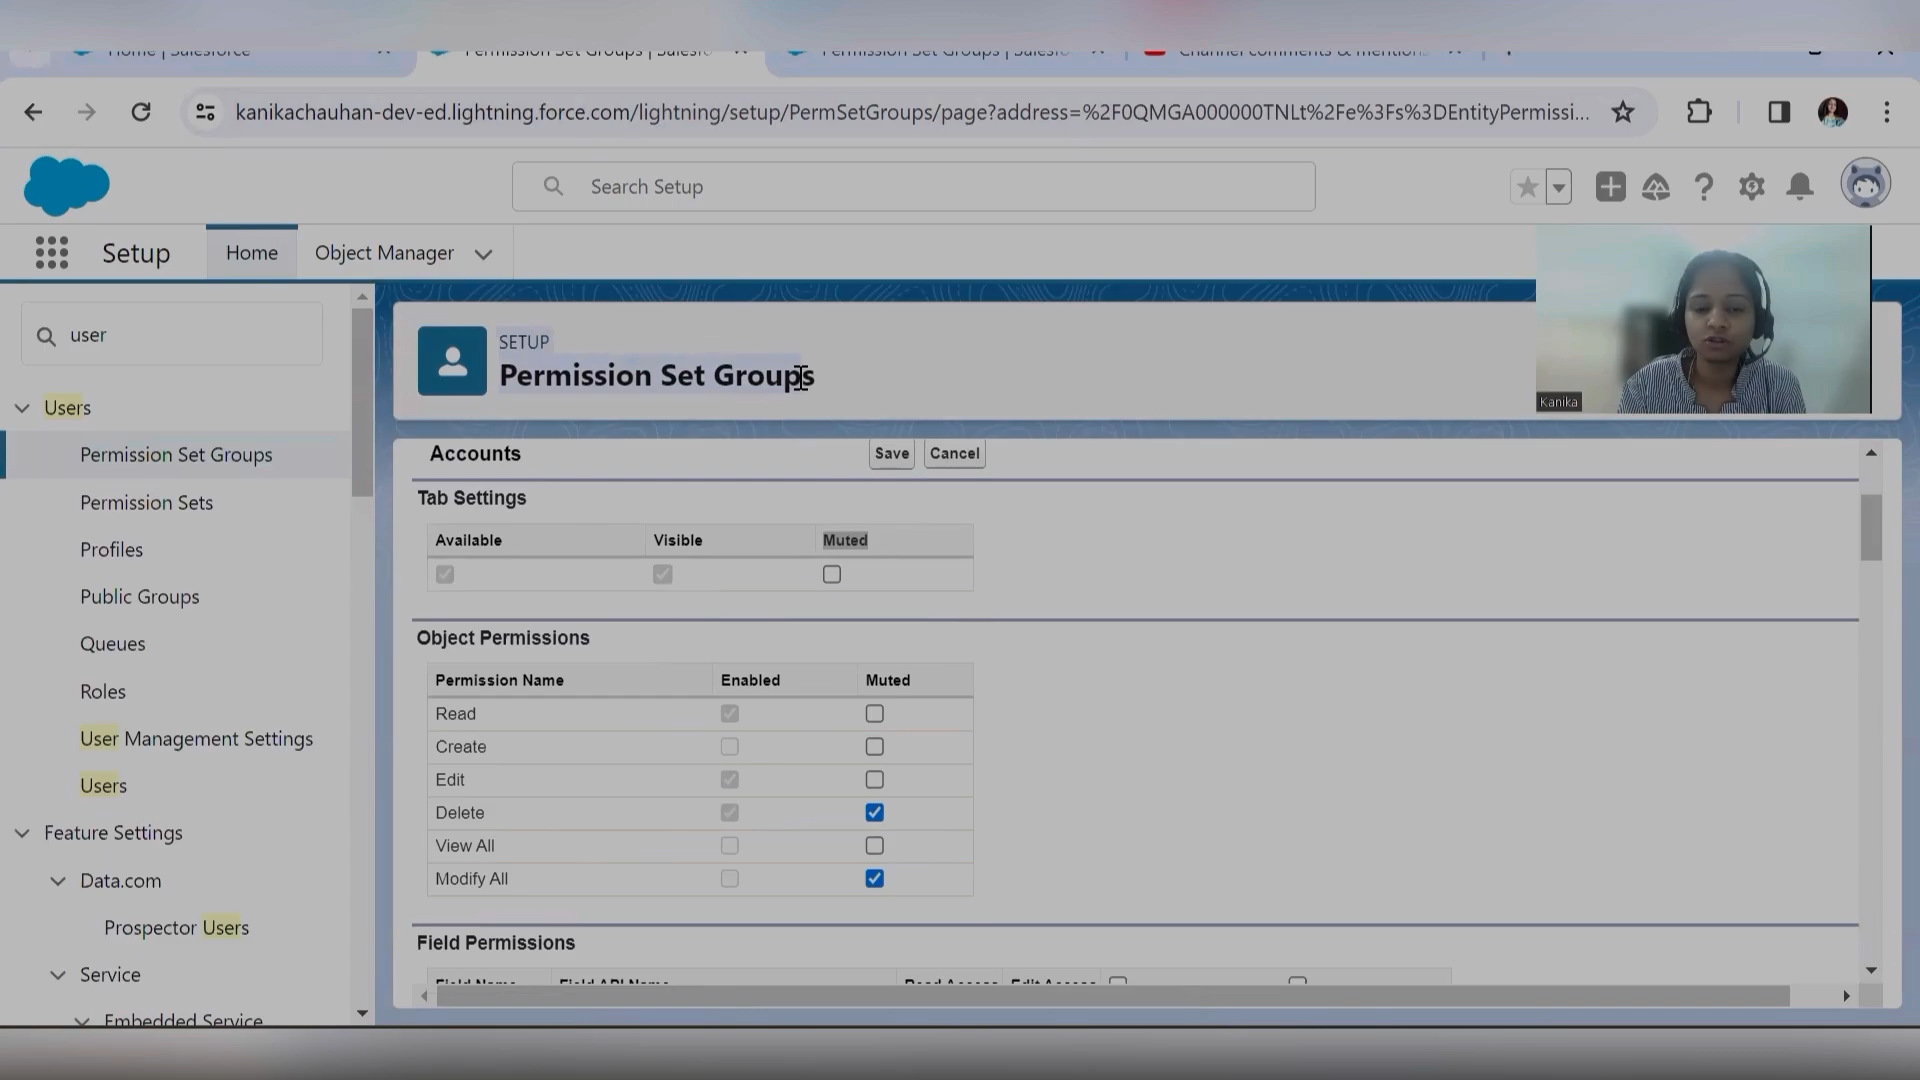 Home | Salesforce
Permission Set Groups | Salesfo
Permission Set Groups | Salesfo
Channel comments & mentions
kanikachauhan-dev-ed.lightning.force.com/lightning/setup/PermSetGroups/page?address=%2F0QMGA000000TNLt%2Fe%3Fs%3DEntityPermissi...
Search Setup
Setup
Home
Object Manager
user
Users
Permission Set Groups
Permission Sets
Profiles
Public Groups
Queues
Roles
User Management Settings
Users
Feature Settings
Data.com
Prospector Users
Service
Embedded Service
SETUP
Permission Set Groups
Kanika
Accounts
Save
Cancel
Tab Settings
Available Visible Muted
Object Permissions
Permission Name Enabled Muted
Read
Create
Edit
Delete
View All
Modify All
Field Permissions
Field Name Field API Name Read Access Edit Access